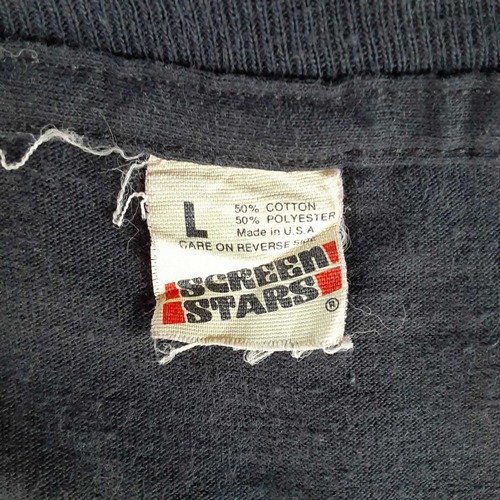 L
50% COTTON
50% POLYESTER
Made in U.S.A
CARE ON REVERSE SIDE
SCREEN
STARS
®